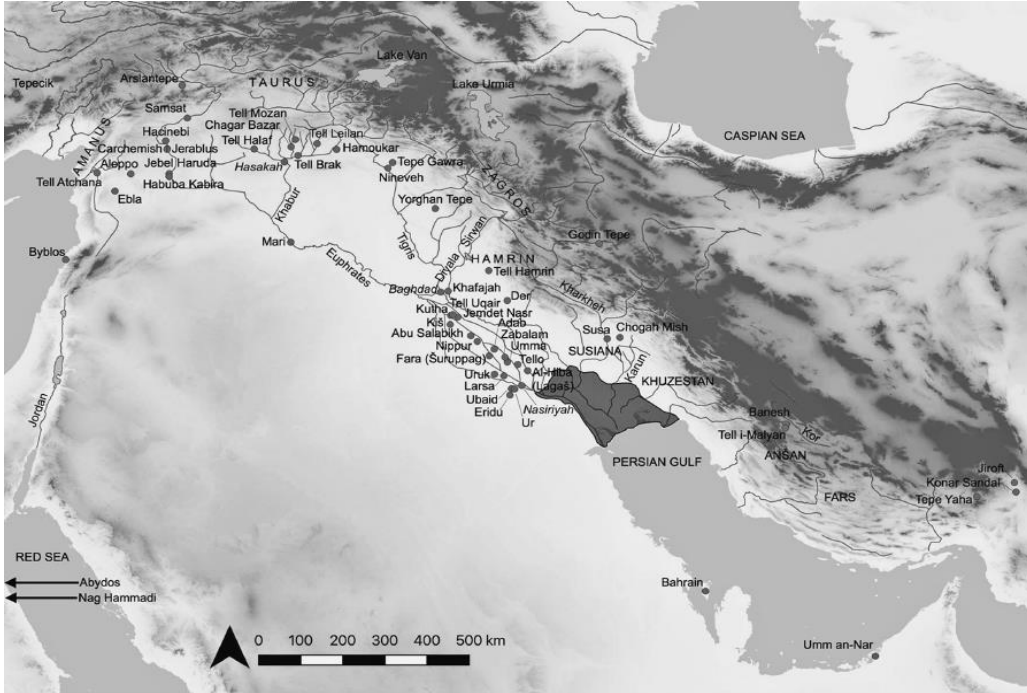 Lake Van
Tepecik
Arslantepe
TAURUS
Lake Urmia
Samsat
Tell Mozan
CASPIAN SEA
Hacinebi
Chagar Bazar
Tell Leilan
AMANUS
Carchemish
Jerablus
Tell Halaf
Hamoukar
Aleppo
Jebel Haruda
Hasakah
Tell Brak
Tepe Gawra
Tell Atchana
Habuba Kabira
Nineveh
ZAGROS
Ebla
Khabur
Yorghan Tepe
Mari
Tigris
Sirwan
Godin Tepe
Byblos
Euphrates
Diyala
HAMRIN
Tell Hamrin
Kharkheh
Baghdad
Khafajah
Tell Uqair
Der
Kutha
Jemdet Nasr
Kiš
Adab
Susa
Chogah Mish
Abu Salabikh
Zabalam
Nippur
Umma
SUSIANA
Fara (Šuruppag)
Tello
Karun
Uruk
Al-Hiba
(Lagaš)
KHUZESTAN
Larsa
Jordan
Ubaid
Nasiriyah
Banesh
Eridu
Kor
Ur
Tell i-Malyan
PERSIAN GULF
ANŠAN
Jiroft
Konar Sandal
FARS
Tepe Yaha
RED SEA
Abydos
Bahrain
Nag Hammadi
0 100 200 300 400 500 km
Umm an-Nar